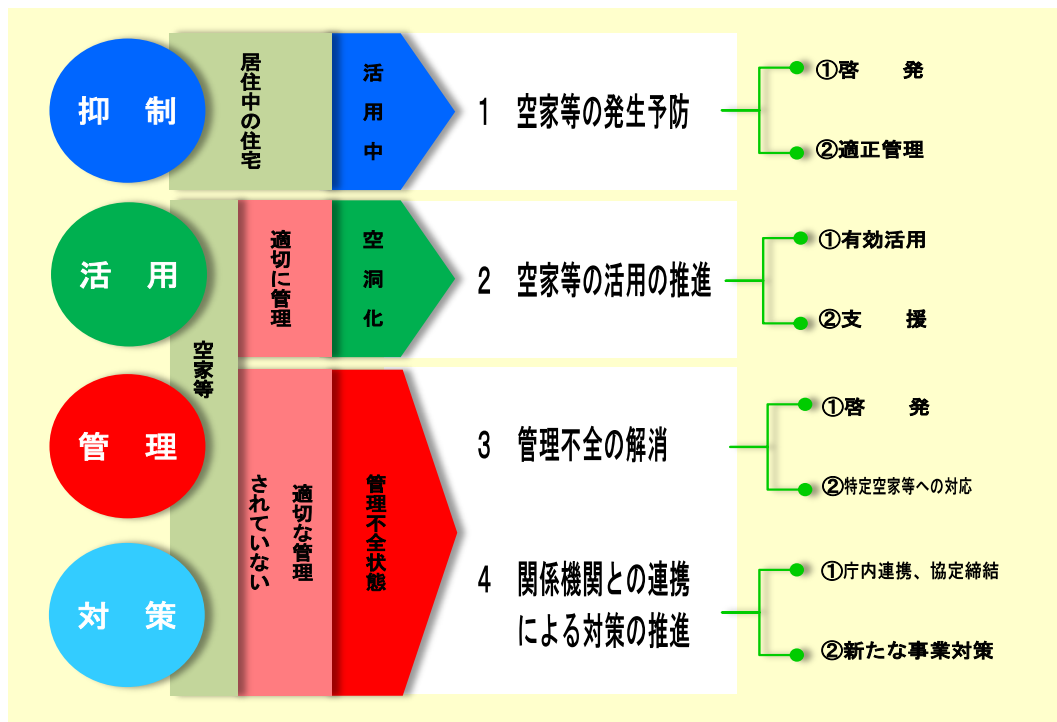 抑　制
居住中の住宅
活用中
1　空家等の発生予防
①啓　発
②適正管理
活　用
空家等
適切に管理
空洞化
2　空家等の活用の推進
①有効活用
②支　援
管　理
適切な管理
されていない
管理不全状態
3　管理不全の解消
①啓　発
②特定空家等への対応
対　策
4　関係機関との連携
による対策の推進
①庁内連携、協定締結
②新たな事業対策